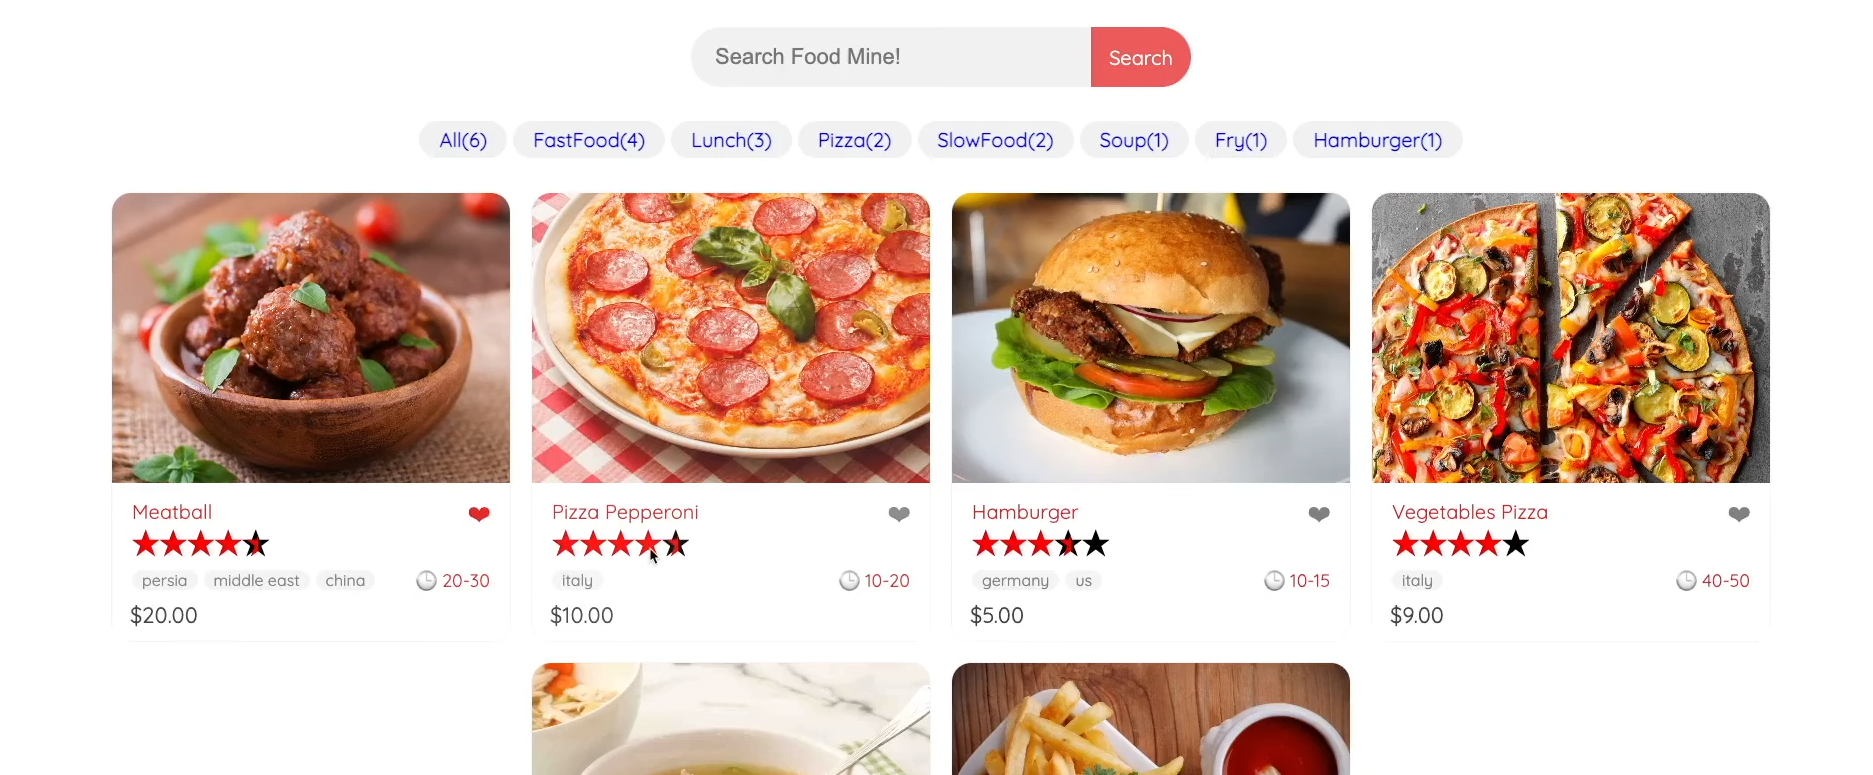 Search Food Mine!
Search
All(6) FastFood(4) Lunch(3) Pizza(2) SlowFood(2) Soup(1) Fry(1) Hamburger(1)
Meatball
persia middle east china 20-30
$20.00
Pizza Pepperoni
italy 10-20
$10.00
Hamburger
germany us 10-15
$5.00
Vegetables Pizza
italy 40-50
$9.00